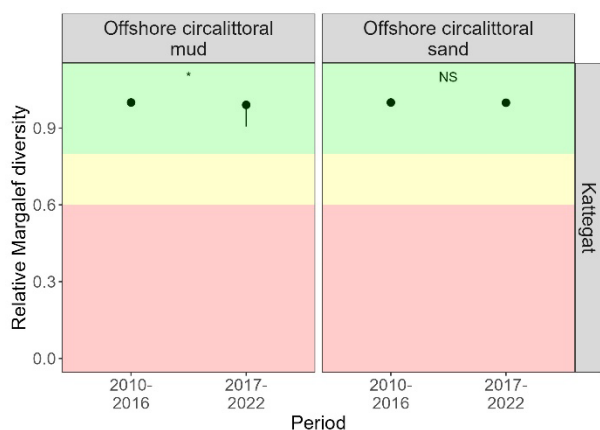 Offshore circalittoral
mud
Offshore circalittoral
sand
*
NS
Relative Margalef diversity
0.9
0.6
0.3
0.0
Kattegat
2010-
2016
2017-
2022
2010-
2016
2017-
2022
Period